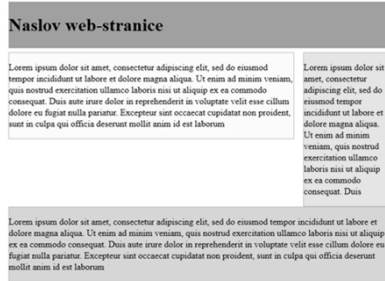 Naslov web-stranice
Lorem ipsum dolor sit amet, consectetur adipiscing elit, sed do eiusmod
tempor incididunt ut labore et dolore magna aliqua. Ut enim ad minim veniam,
quis nostrud exercitation ullamco laboris nisi ut aliquip ex ea commodo
consequat. Duis aute irure dolor in reprehenderit in voluptate velit esse cillum
dolore eu fugiat nulla pariatur. Excepteur sint occaecat cupidatat non proident,
sunt in culpa qui officia deserunt mollit anim id est laborum
Lorem ipsum dolor sit
amet, consectetur
adipiscing elit, sed do
eiusmod tempor
incididunt ut labore et
dolore magna aliqua.
Ut enim ad minim
veniam, quis nostrud
exercitation ullamco
laboris nisi ut aliquip
ex ea commodo
consequat. Duis
Lorem ipsum dolor sit amet, consectetur adipiscing elit, sed do eiusmod tempor incididunt ut labore et
dolore magna aliqua. Ut enim ad minim veniam, quis nostrud exercitation ullamco laboris nisi ut aliquip
ex ea commodo consequat. Duis aute irure dolor in reprehenderit in voluptate velit esse cillum dolore eu
fugiat nulla pariatur. Excepteur sint occaecat cupidatat non proident, sunt in culpa qui officia deserunt
mollit anim id est laborum